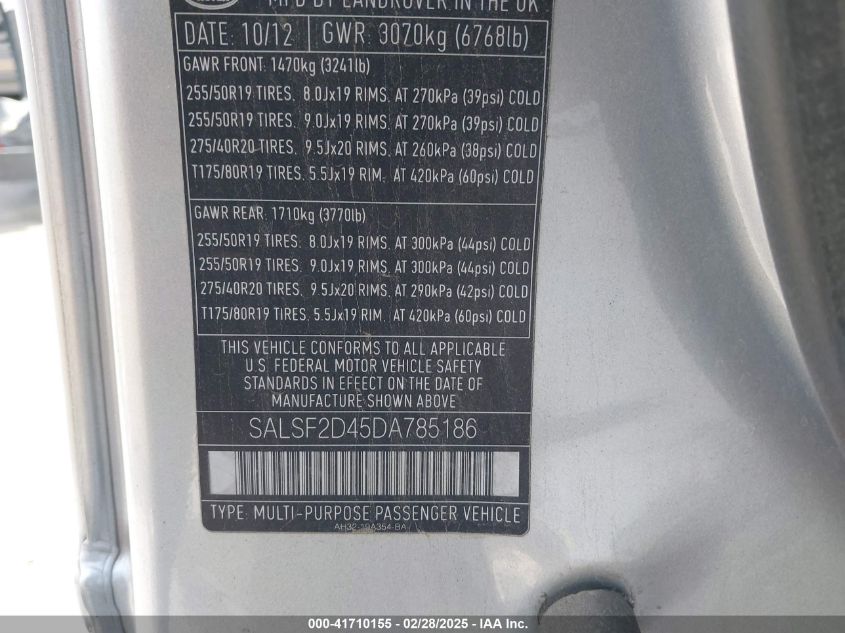 MFD BY LANDROVER IN THE UK
DATE: 10/12 GWR: 3070kg (6768lb)
GAWR FRONT: 1470kg (3241lb)
255/50R19 TIRES, 8.0Jx19 RIMS, AT 270kPa (39psi) COLD
255/50R19 TIRES, 9.0Jx19 RIMS, AT 270kPa (39psi) COLD
275/40R20 TIRES, 9.5Jx20 RIMS, AT 260kPa (38psi) COLD
T175/80R19 TIRES, 5.5Jx19 RIM, AT 420kPa (60psi) COLD
GAWR REAR: 1710kg (3770lb)
255/50R19 TIRES, 8.0Jx19 RIMS, AT 300kPa (44psi) COLD
255/50R19 TIRES, 9.0Jx19 RIMS, AT 300kPa (44psi) COLD
275/40R20 TIRES, 9.5Jx20 RIMS, AT 290kPa (42psi) COLD
T175/80R19 TIRES, 5.5Jx19 RIM, AT 420kPa (60psi) COLD
THIS VEHICLE CONFORMS TO ALL APPLICABLE
U.S. FEDERAL MOTOR VEHICLE SAFETY
STANDARDS IN EFFECT ON THE DATE OF
MANUFACTURE SHOWN ABOVE
SALSF2D45DA785186
TYPE: MULTI-PURPOSE PASSENGER VEHICLE
AH32-19A354-BA
000-41710155 - 02/28/2025 - IAA Inc.